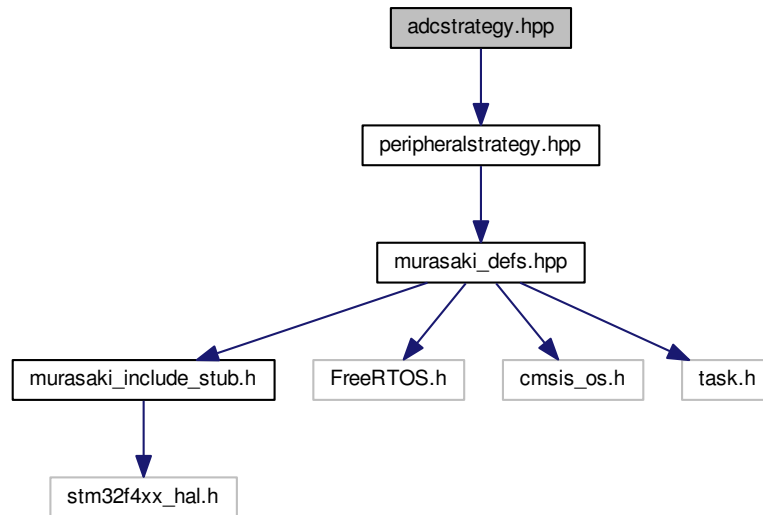 adcstrategy.hpp
peripheralstrategy.hpp
murasaki_defs.hpp
murasaki_include_stub.h
FreeRTOS.h
cmsis_os.h
task.h
stm32f4xx_hal.h